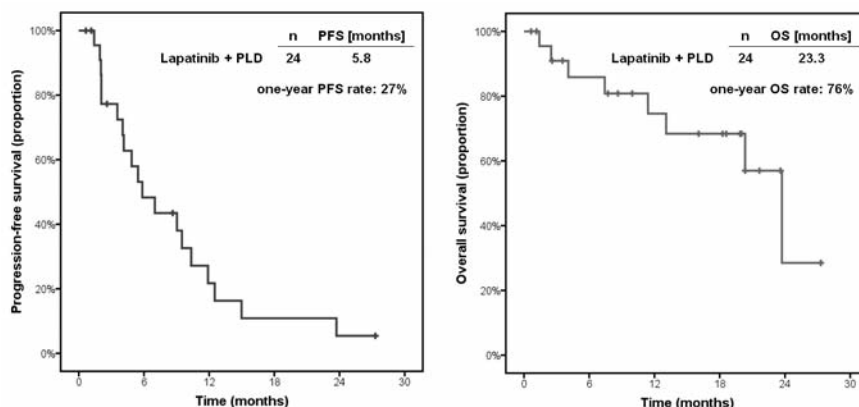 n PFS [months]
Lapatinib + PLD 24 5.8
one-year PFS rate: 27%
Progression-free survival (proportion)
100%
80%
60%
40%
20%
0%
0 6 12 18 24 30
Time (months)
n OS [months]
Lapatinib + PLD 24 23.3
one-year OS rate: 76%
Overall survival (proportion)
100%
80%
60%
40%
20%
0%
0 6 12 18 24 30
Time (months)